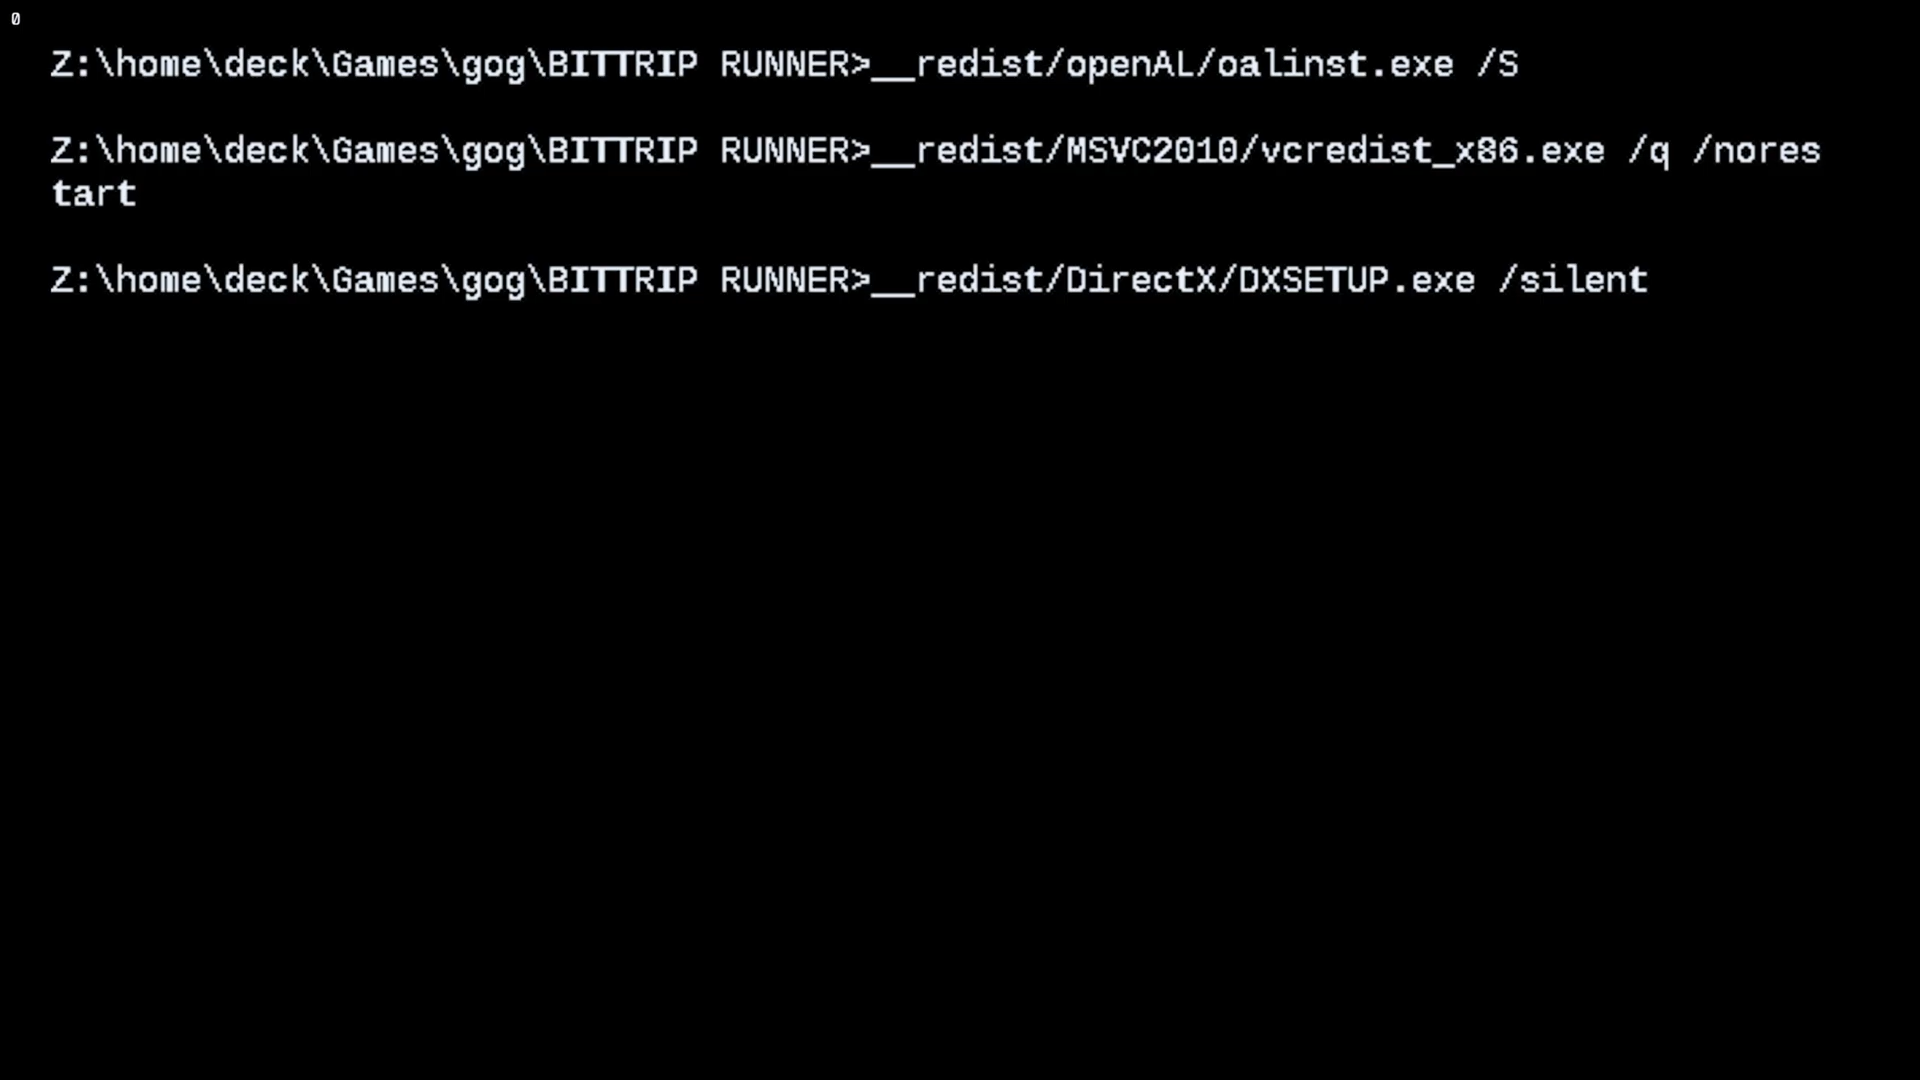 0
Z:\home\deck\Games\gog\BITTRIP RUNNER>__redist/openAL/oalinst.exe /S
Z:\home\deck\Games\gog\BITTRIP RUNNER>__redist/MSVC2010/vcredist_x86.exe /q /nores
tart
Z:\home\deck\Games\gog\BITTRIP RUNNER>__redist/DirectX/DXSETUP.exe /silent